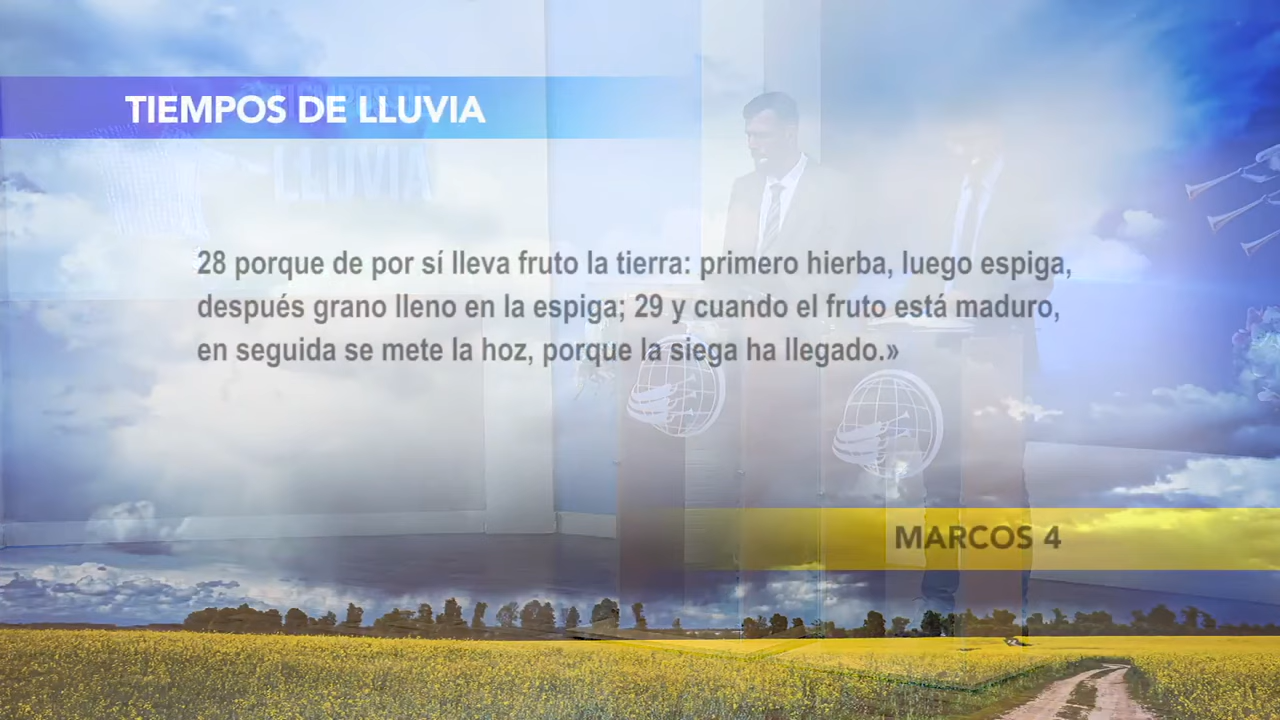 TIEMPOS DE LLUVIA
TIEMPOS DE
LLUVIA
28 porque de por sí lleva fruto la tierra: primero hierba, luego espiga,
después grano lleno en la espiga; 29 y cuando el fruto está maduro,
en seguida se mete la hoz, porque la siega ha llegado.»
MARCOS 4